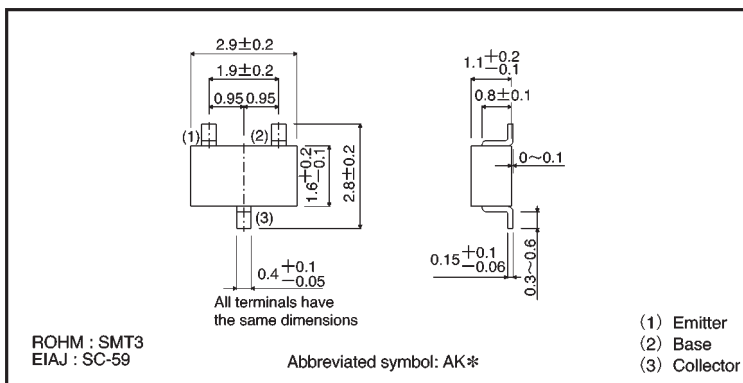 2.9±0.2
1.9±0.2
0.95 0.95
(1) (2)
1.6 +0.2 −0.1
2.8±0.2
(3)
0.4 +0.1 −0.05
All terminals have
the same dimensions
1.1 +0.2 −0.1
0.8±0.1
0~0.1
0.15 +0.1 −0.06
0.3~0.6
ROHM : SMT3
EIAJ : SC-59
Abbreviated symbol: AK*
(1) Emitter
(2) Base
(3) Collector